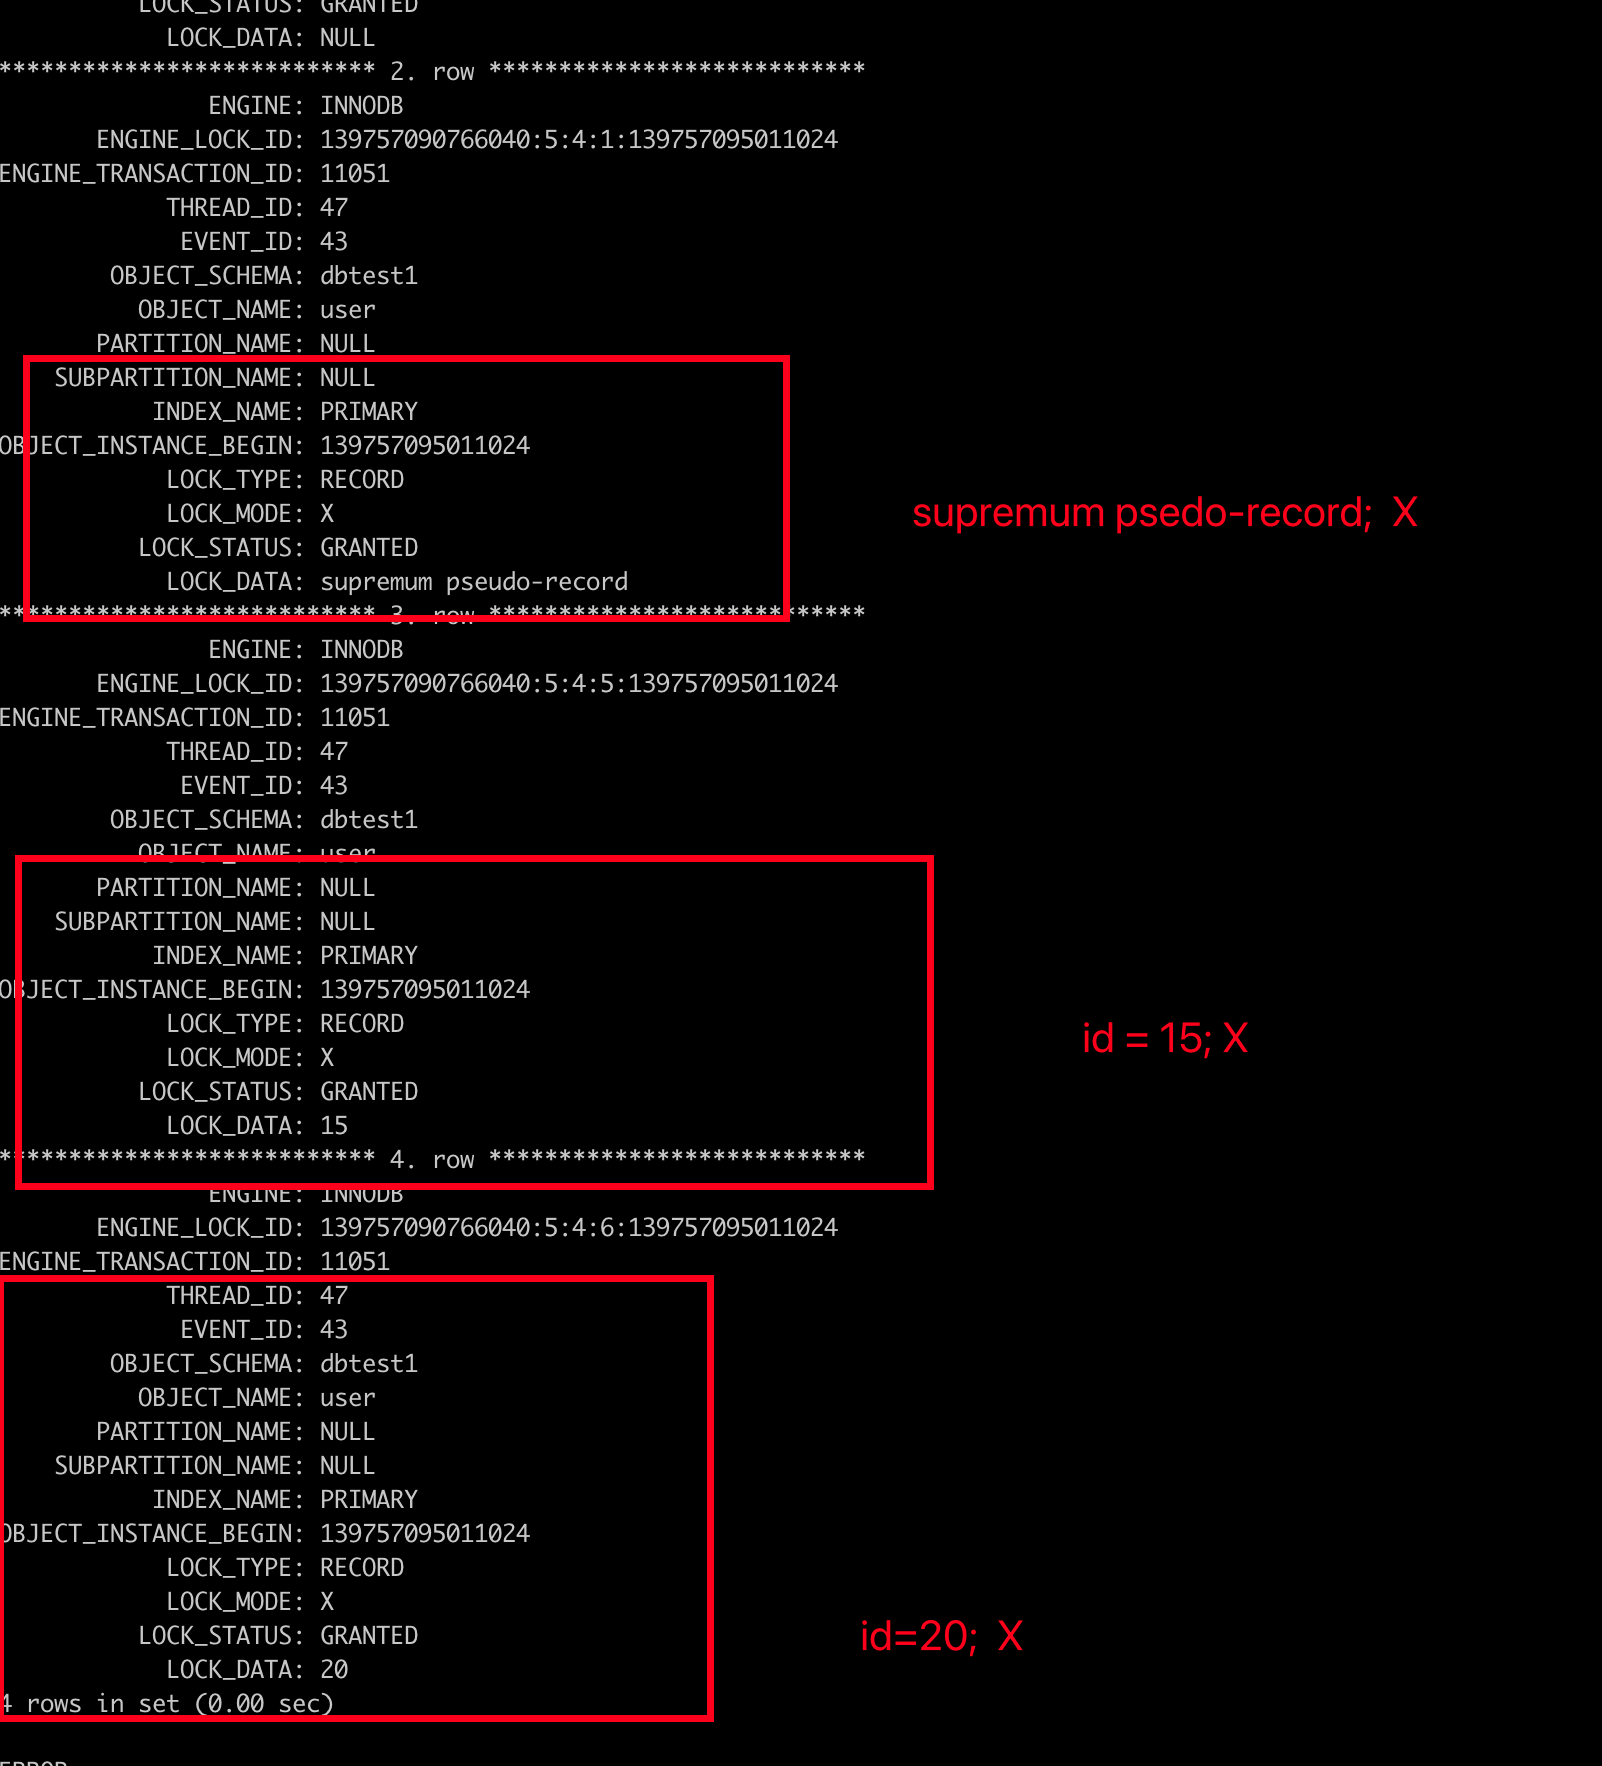 LOCK_STATUS: GRANTED
LOCK_DATA: NULL
*************************** 2. row ***************************
ENGINE: INNODB
ENGINE_LOCK_ID: 139757090766040:5:4:1:139757095011024
ENGINE_TRANSACTION_ID: 11051
THREAD_ID: 47
EVENT_ID: 43
OBJECT_SCHEMA: dbtest1
OBJECT_NAME: user
PARTITION_NAME: NULL
SUBPARTITION_NAME: NULL
INDEX_NAME: PRIMARY
OBJECT_INSTANCE_BEGIN: 139757095011024
LOCK_TYPE: RECORD
LOCK_MODE: X
supremum psedo-record; X
LOCK_STATUS: GRANTED
LOCK_DATA: supremum pseudo-record
*************************** 3. row ***************************
ENGINE: INNODB
ENGINE_LOCK_ID: 139757090766040:5:4:5:139757095011024
ENGINE_TRANSACTION_ID: 11051
THREAD_ID: 47
EVENT_ID: 43
OBJECT_SCHEMA: dbtest1
OBJECT_NAME: user
PARTITION_NAME: NULL
SUBPARTITION_NAME: NULL
INDEX_NAME: PRIMARY
OBJECT_INSTANCE_BEGIN: 139757095011024
LOCK_TYPE: RECORD
id = 15; X
LOCK_MODE: X
LOCK_STATUS: GRANTED
LOCK_DATA: 15
*************************** 4. row ***************************
ENGINE: INNODB
ENGINE_LOCK_ID: 139757090766040:5:4:6:139757095011024
ENGINE_TRANSACTION_ID: 11051
THREAD_ID: 47
EVENT_ID: 43
OBJECT_SCHEMA: dbtest1
OBJECT_NAME: user
PARTITION_NAME: NULL
SUBPARTITION_NAME: NULL
INDEX_NAME: PRIMARY
OBJECT_INSTANCE_BEGIN: 139757095011024
LOCK_TYPE: RECORD
LOCK_MODE: X
LOCK_STATUS: GRANTED
id=20; X
LOCK_DATA: 20
4 rows in set (0.00 sec)